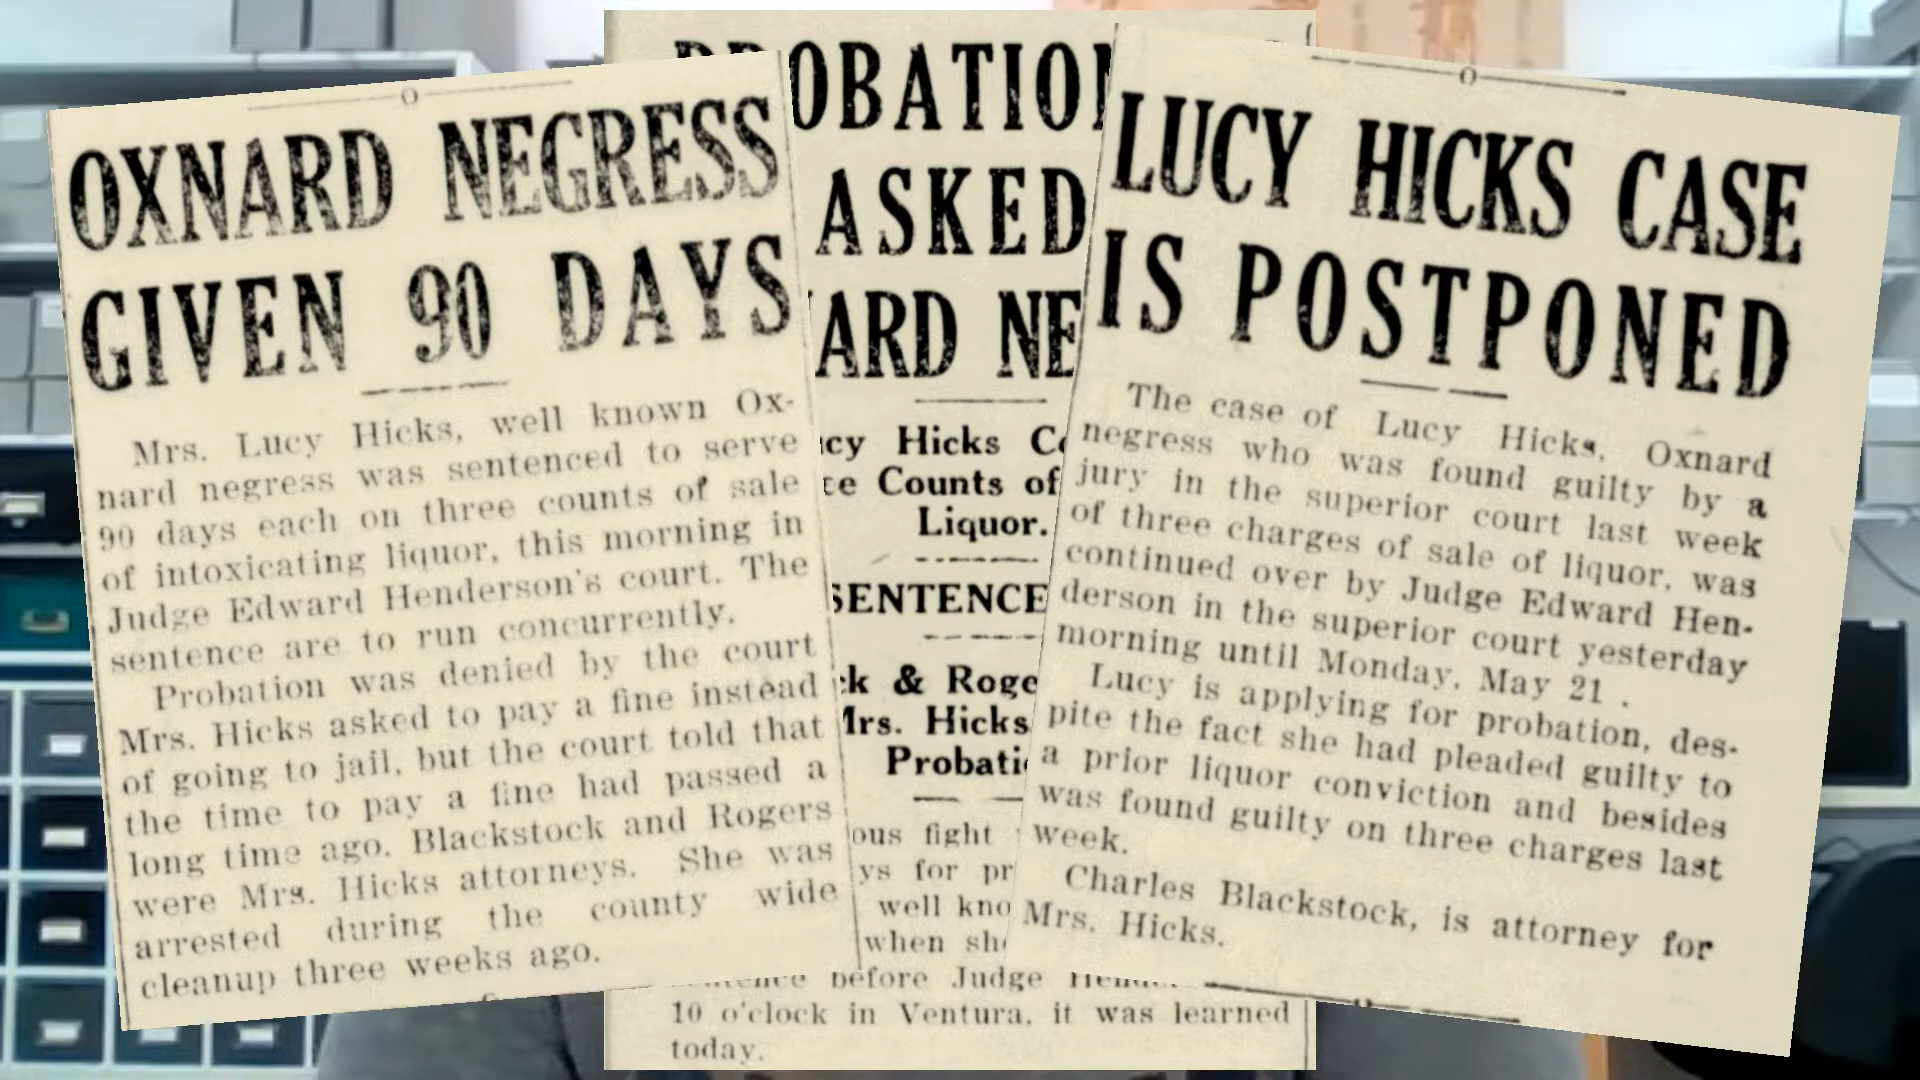 OXNARD NEGRESS
GIVEN 90 DAYS
Mrs. Lucy Hicks, well known Ox-
nard negress was sentenced to serve
90 days each on three counts of sale
of intoxicating liquor, this morning in
Judge Edward Henderson's court. The
sentence are to run concurrently.
Probation was denied by the court
Mrs. Hicks asked to pay a fine instead
of going to jail, but the court told that
the time to pay a fine had passed a
long time ago. Blackstock and Rogers
were Mrs. Hicks attorneys. She was
arrested during the county wide
cleanup three weeks ago.
PROBATION
ASKED
ARD NE
cy Hicks Co
ce Counts of
Liquor.
SENTENCE
ck & Roge
Mrs. Hicks
Probati
ous fight
ys for pr
well kno
when sh
before Judge
10 o'clock in Ventura, it was learned
today.
LUCY HICKS CASE
IS POSTPONED
The case of Lucy Hicks, Oxnard
negress who was found guilty by a
jury in the superior court last week
of three charges of sale of liquor, was
continued over by Judge Edward Hen-
derson in the superior court yesterday
morning until Monday, May 21 .
Lucy is applying for probation, des-
pite the fact she had pleaded guilty to
a prior liquor conviction and besides
was found guilty on three charges last
week.
Charles Blackstock, is attorney for
Mrs. Hicks.